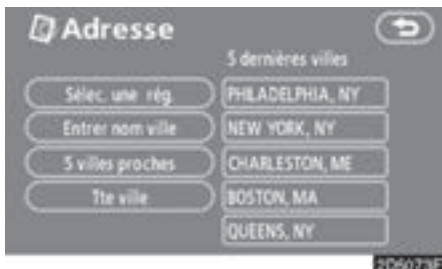 Adresse
5 dernières villes
Sélec. une rég.
PHILADELPHIA, NY
Entrer nom ville
NEW YORK, NY
5 villes proches
CHARLESTON, ME
Tte ville
BOSTON, MA
QUEENS, NY
2D5073F